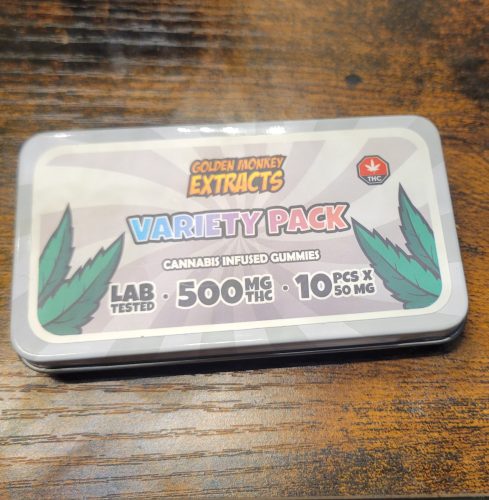 GOLDEN MONKEY
EXTRACTS
THC
VARIETY PACK
CANNABIS INFUSED GUMMIES
LAB TESTED · 500 MG THC · 10 PCS X 50 MG